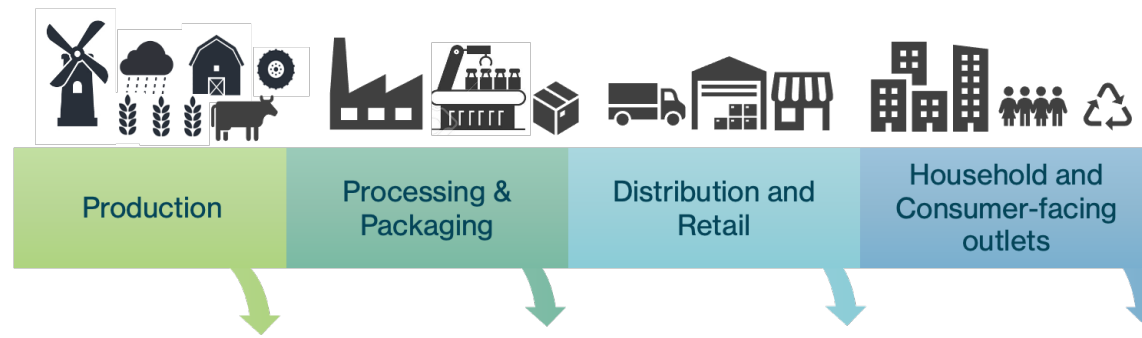 Production
Processing &
Packaging
Distribution and
Retail
Household and
Consumer-facing
outlets